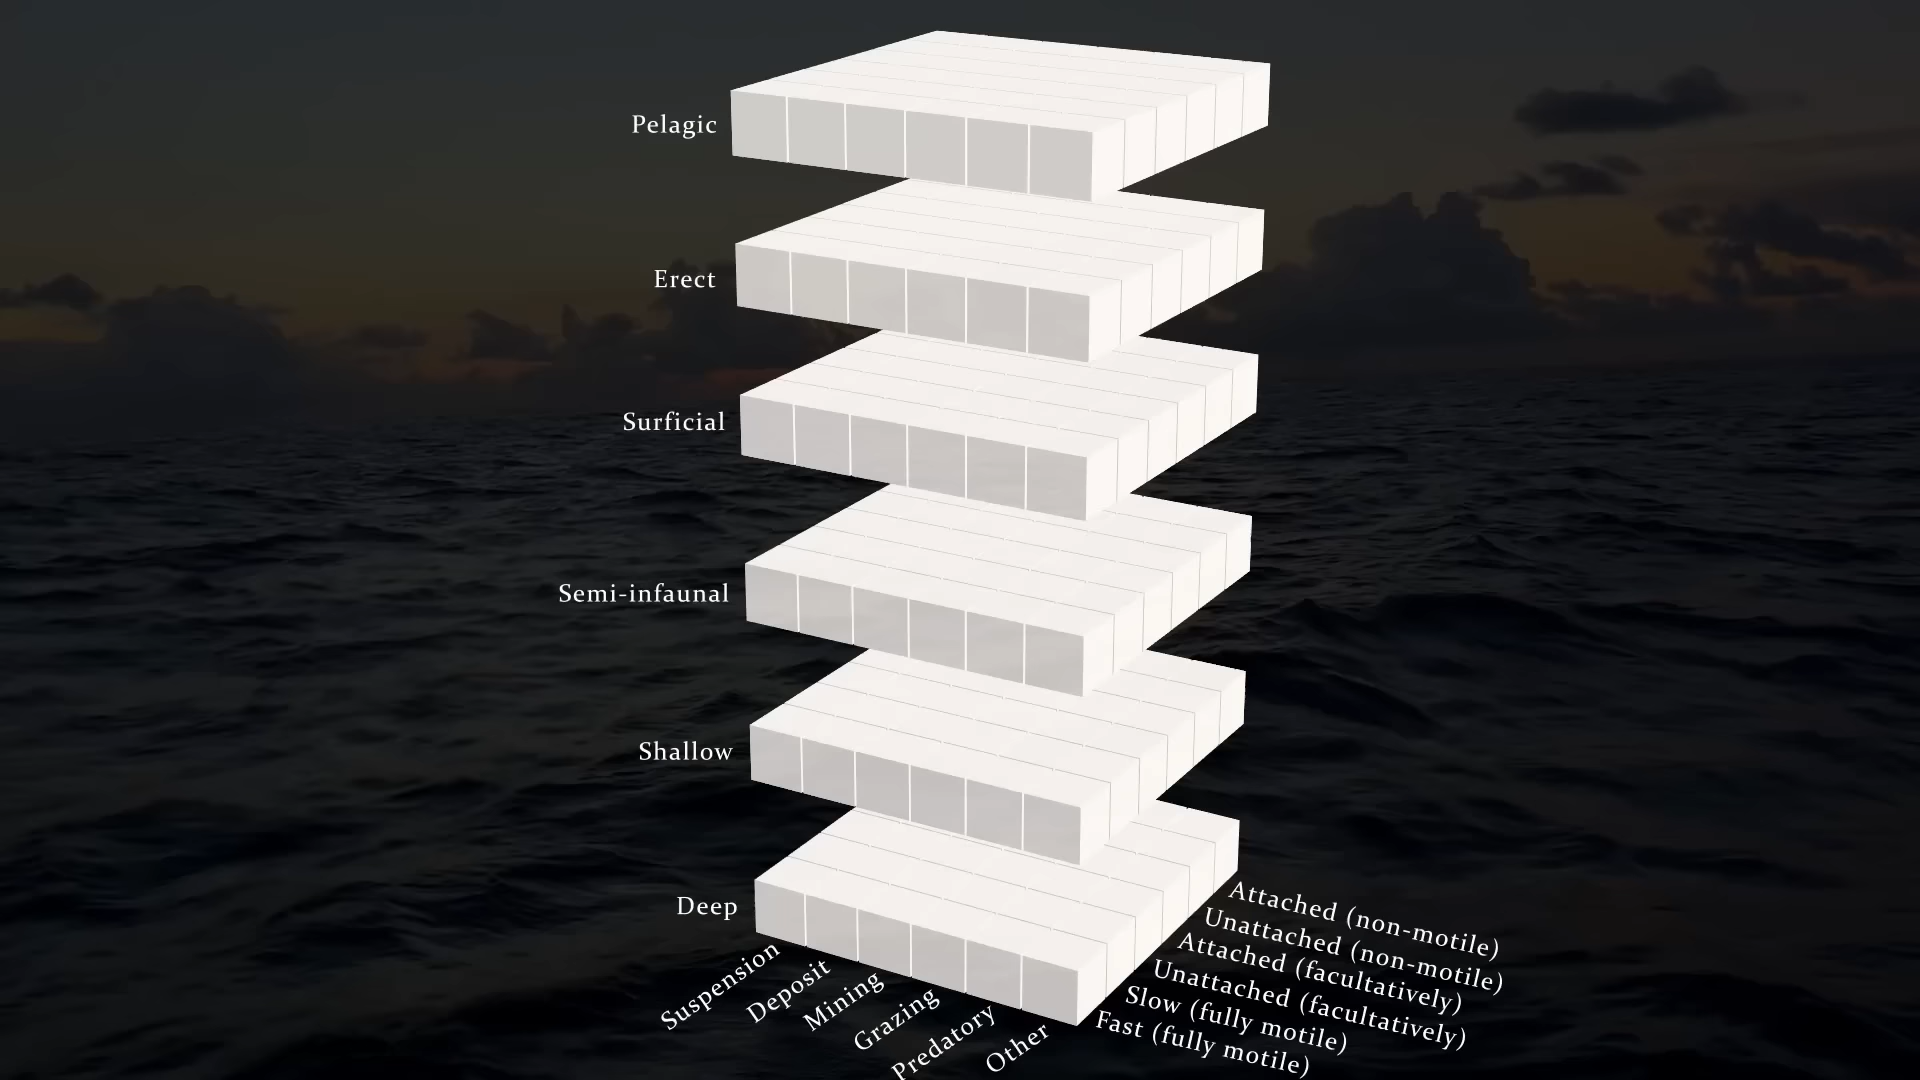 Pelagic
Erect
Surficial
Semi-infaunal
Shallow
Deep
Suspension
Deposit
Mining
Grazing
Predatory
Other
Attached (non-motile)
Unattached (non-motile)
Attached (facultatively)
Unattached (facultatively)
Slow (fully motile)
Fast (fully motile)